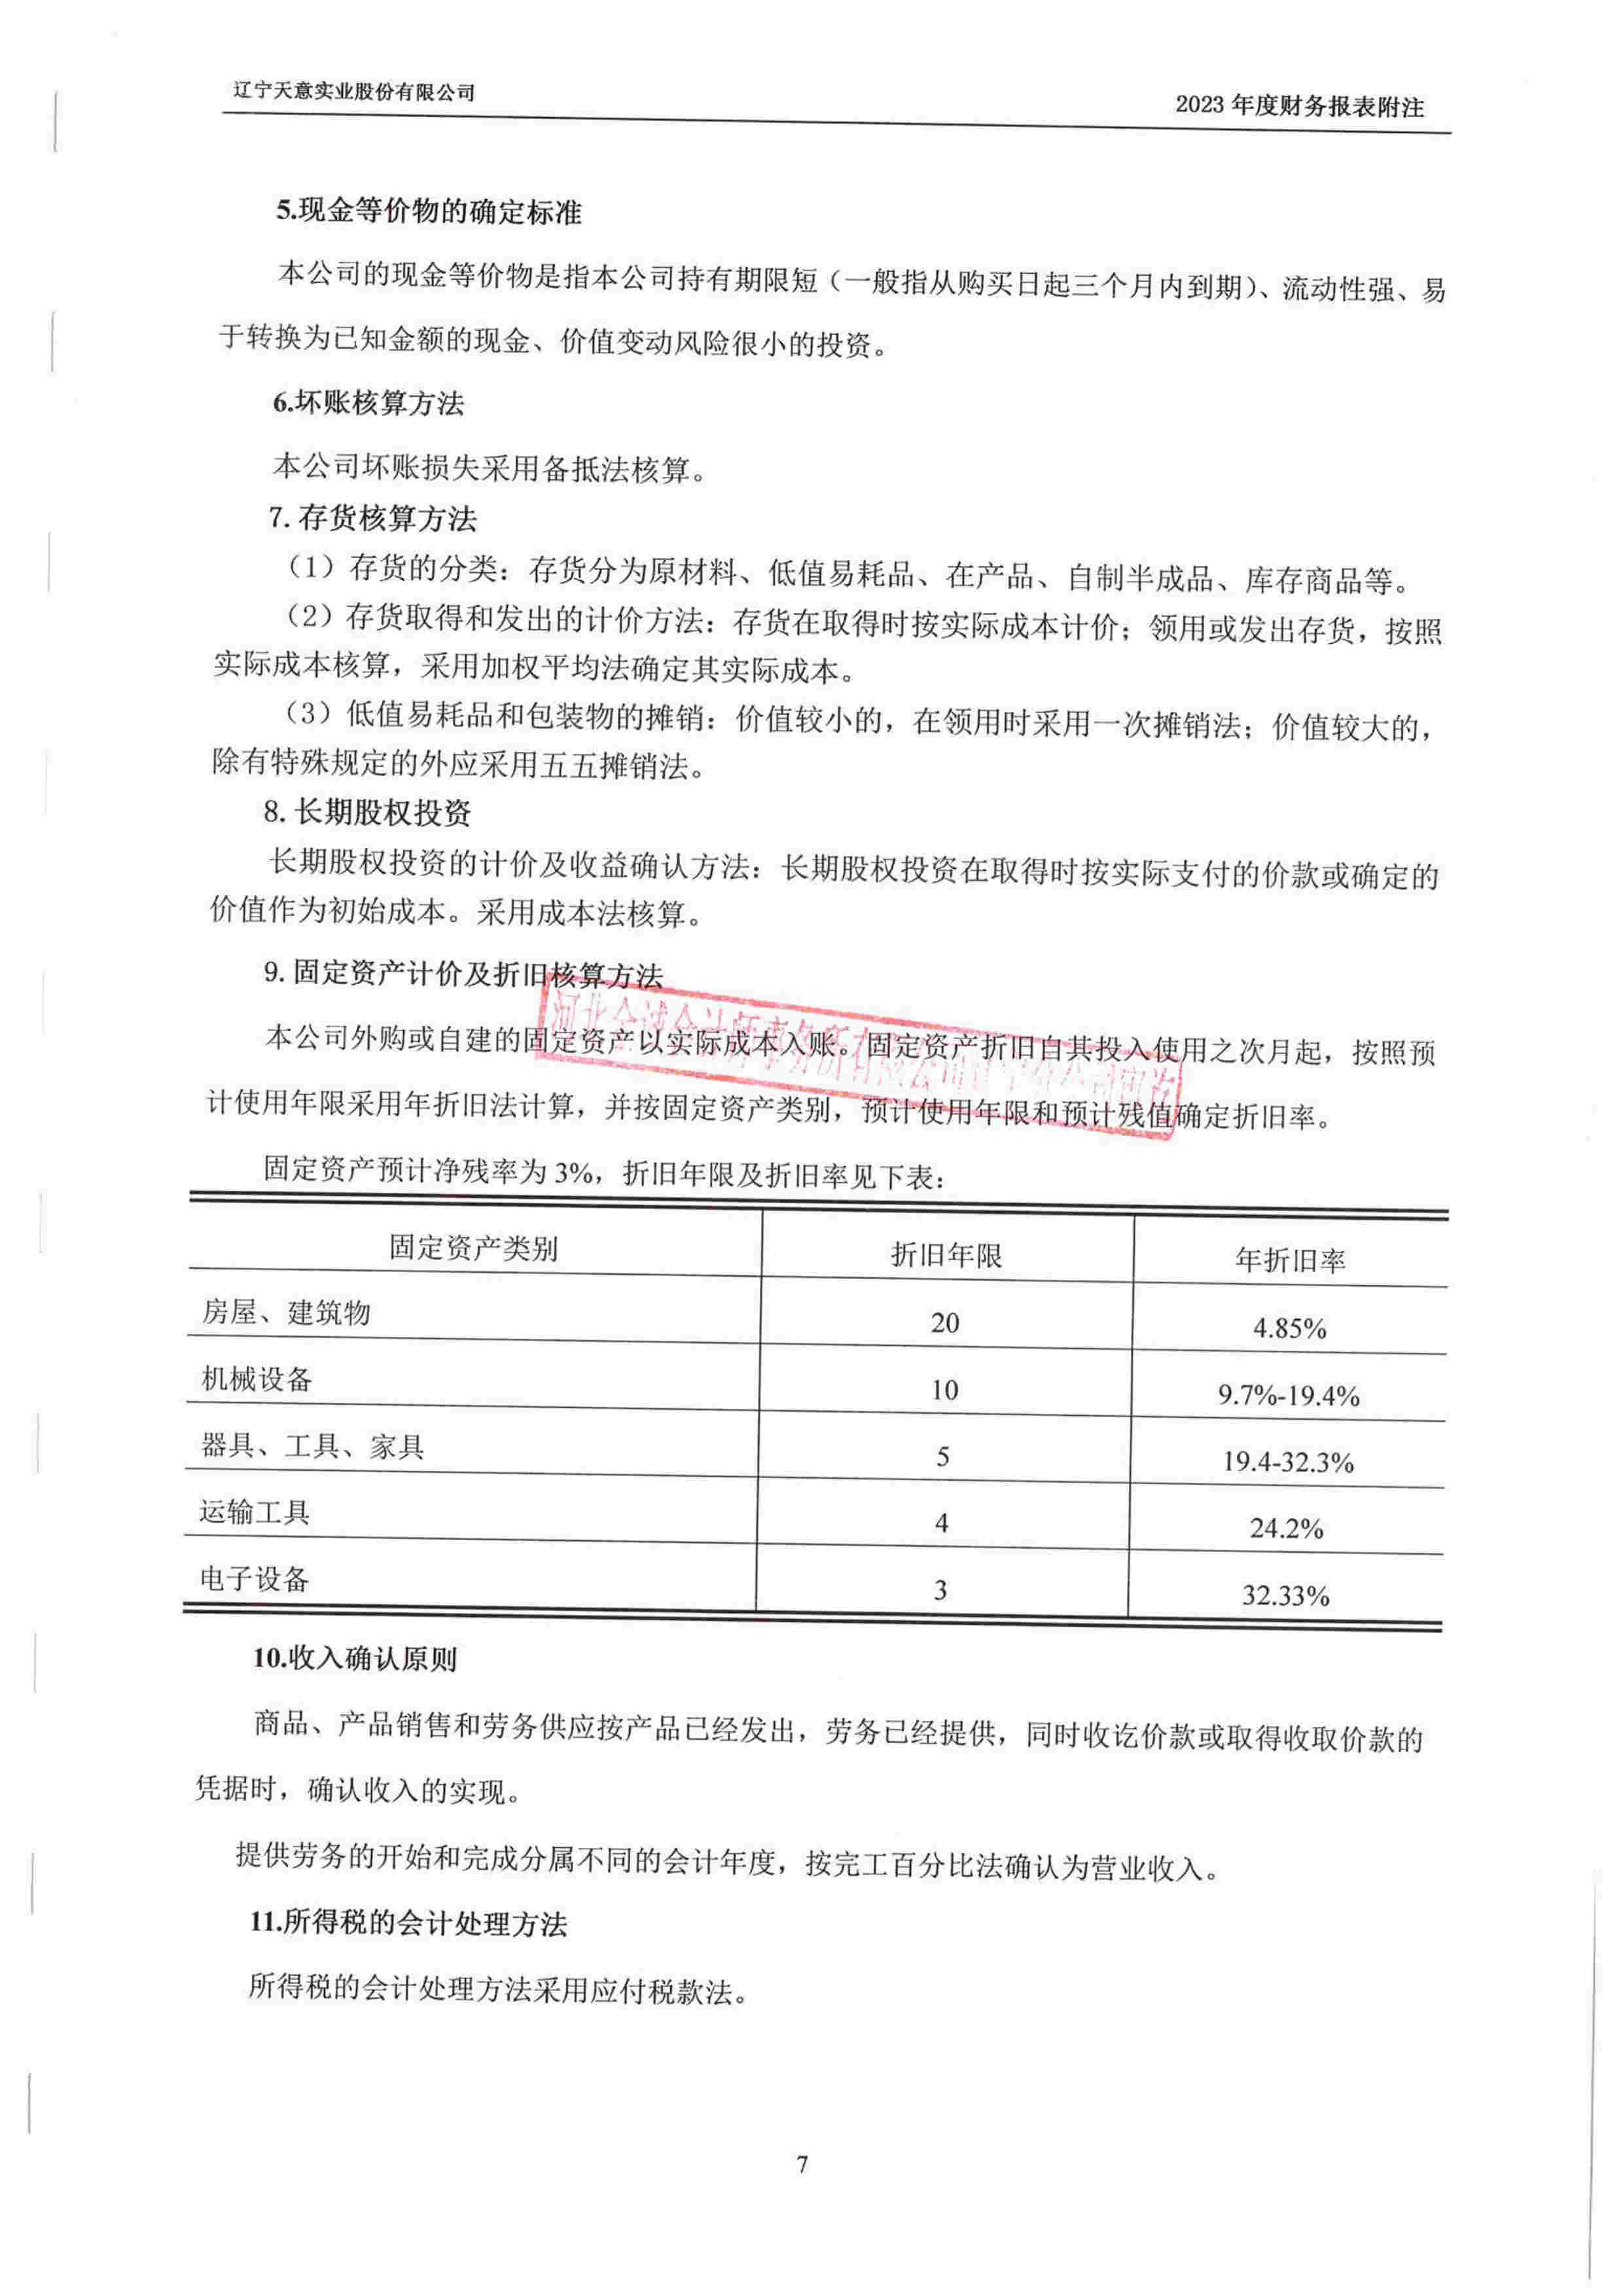 辽宁天意实业股份有限公司
2023 年度财务报表附注
5.现金等价物的确定标准
本公司的现金等价物是指本公司持有期限短（一般指从购买日起三个月内到期）、流动性强、易
于转换为已知金额的现金、价值变动风险很小的投资。
6.坏账核算方法
本公司坏账损失采用备抵法核算。
7. 存货核算方法
（1）存货的分类：存货分为原材料、低值易耗品、在产品、自制半成品、库存商品等。
（2）存货取得和发出的计价方法：存货在取得时按实际成本计价；领用或发出存货，按照
实际成本核算，采用加权平均法确定其实际成本。
（3）低值易耗品和包装物的摊销：价值较小的，在领用时采用一次摊销法；价值较大的，
除有特殊规定的外应采用五五摊销法。
8. 长期股权投资
长期股权投资的计价及收益确认方法：长期股权投资在取得时按实际支付的价款或确定的
价值作为初始成本。采用成本法核算。
9. 固定资产计价及折旧核算方法
本公司外购或自建的固定资产以实际成本入账。固定资产折旧自其投入使用之次月起，按照预
计使用年限采用年折旧法计算，并按固定资产类别，预计使用年限和预计残值确定折旧率。
固定资产预计净残率为 3%，折旧年限及折旧率见下表：
固定资产类别 折旧年限 年折旧率
房屋、建筑物 20 4.85%
机械设备 10 9.7%-19.4%
器具、工具、家具 5 19.4-32.3%
运输工具 4 24.2%
电子设备 3 32.33%
10.收入确认原则
商品、产品销售和劳务供应按产品已经发出，劳务已经提供，同时收讫价款或取得收取价款的
凭据时，确认收入的实现。
提供劳务的开始和完成分属不同的会计年度，按完工百分比法确认为营业收入。
11.所得税的会计处理方法
所得税的会计处理方法采用应付税款法。
7